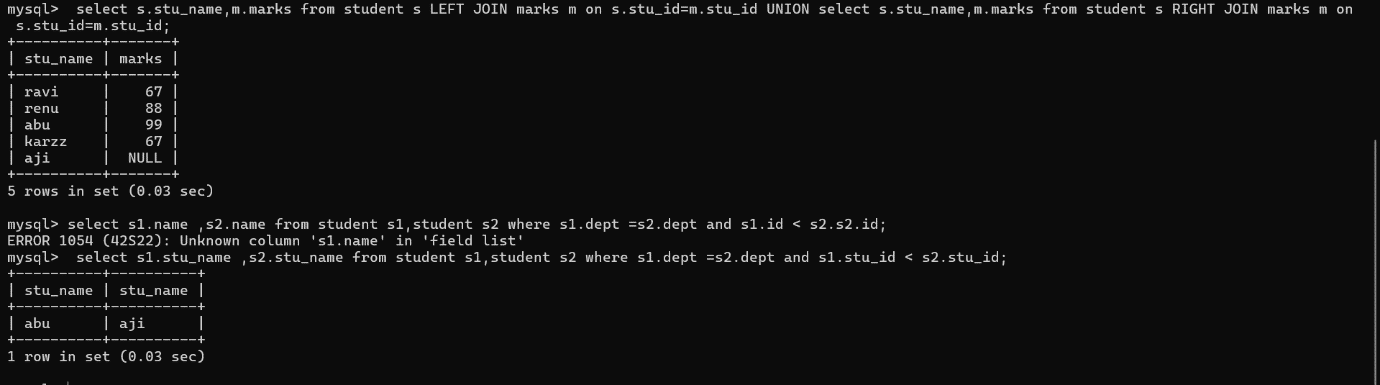 mysql>  select s.stu_name,m.marks from student s LEFT JOIN marks m on s.stu_id=m.stu_id UNION select s.stu_name,m.marks from student s RIGHT JOIN marks m on
 s.stu_id=m.stu_id;
+----------+-------+
| stu_name | marks |
+----------+-------+
| ravi     |    67 |
| renu     |    88 |
| abu      |    99 |
| karzz    |    67 |
| aji      |  NULL |
+----------+-------+
5 rows in set (0.03 sec)
mysql> select s1.name ,s2.name from student s1,student s2 where s1.dept =s2.dept and s1.id < s2.s2.id;
ERROR 1054 (42S22): Unknown column 's1.name' in 'field list'
mysql>  select s1.stu_name ,s2.stu_name from student s1,student s2 where s1.dept =s2.dept and s1.stu_id < s2.stu_id;
+----------+----------+
| stu_name | stu_name |
+----------+----------+
| abu      | aji      |
+----------+----------+
1 row in set (0.03 sec)